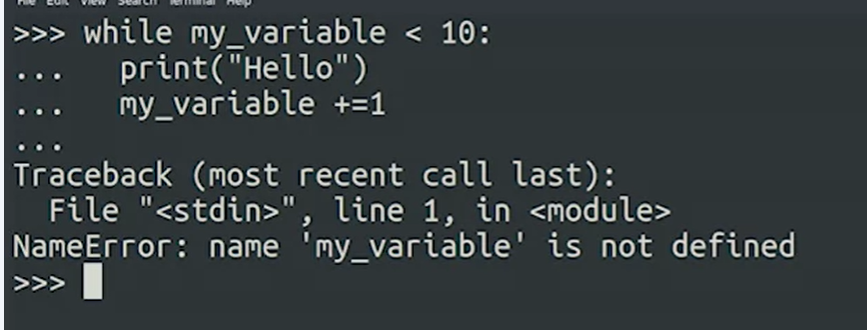 File Edit View Search Terminal Help
>>> while my_variable < 10:
...   print("Hello")
...   my_variable +=1
...
Traceback (most recent call last):
  File "<stdin>", line 1, in <module>
NameError: name 'my_variable' is not defined
>>>